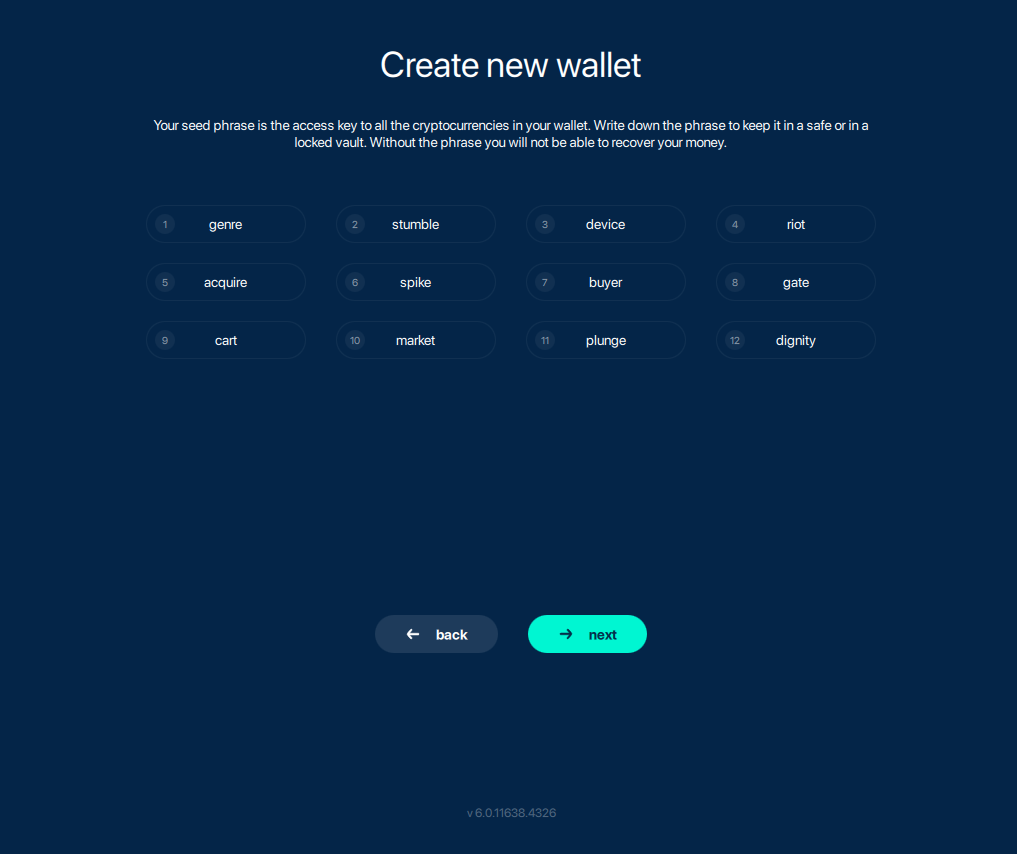 Create new wallet
Your seed phrase is the access key to all the cryptocurrencies in your wallet. Write down the phrase to keep it in a safe or in a
locked vault. Without the phrase you will not be able to recover your money.
1 genre 2 stumble 3 device 4 riot
5 acquire 6 spike 7 buyer 8 gate
9 cart 10 market 11 plunge 12 dignity
back next
v 6.0.11638.4326